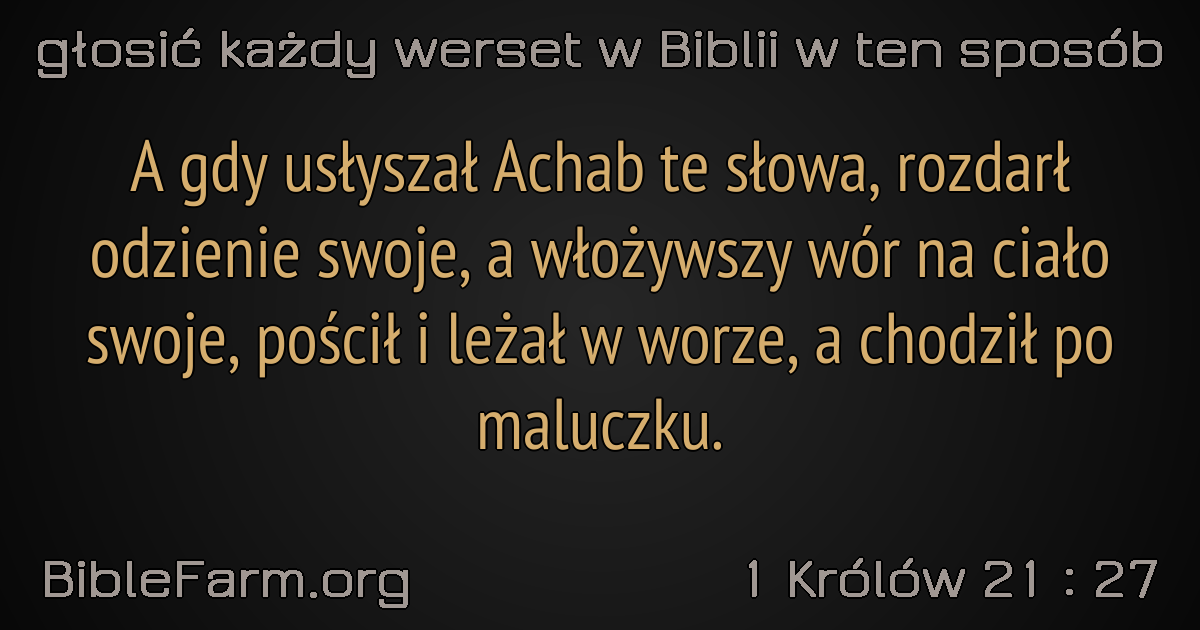 głosić każdy werset w Biblii w ten sposób
A gdy usłyszał Achab te słowa, rozdarł
odzienie swoje, a włożywszy wór na ciało
swoje, pościł i leżał w worze, a chodził po
maluczku.
BibleFarm.org
1 Królów 21 : 27